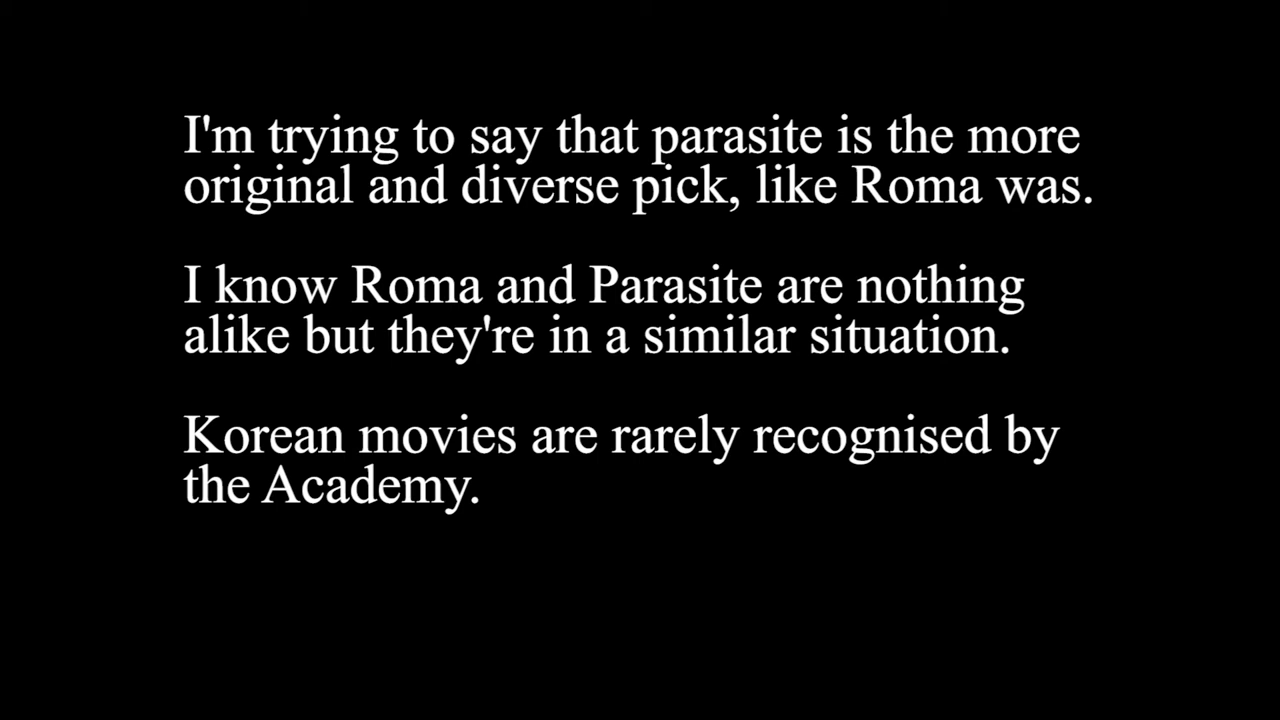 I'm trying to say that parasite is the more
original and diverse pick, like Roma was.
I know Roma and Parasite are nothing
alike but they're in a similar situation.
Korean movies are rarely recognised by
the Academy.